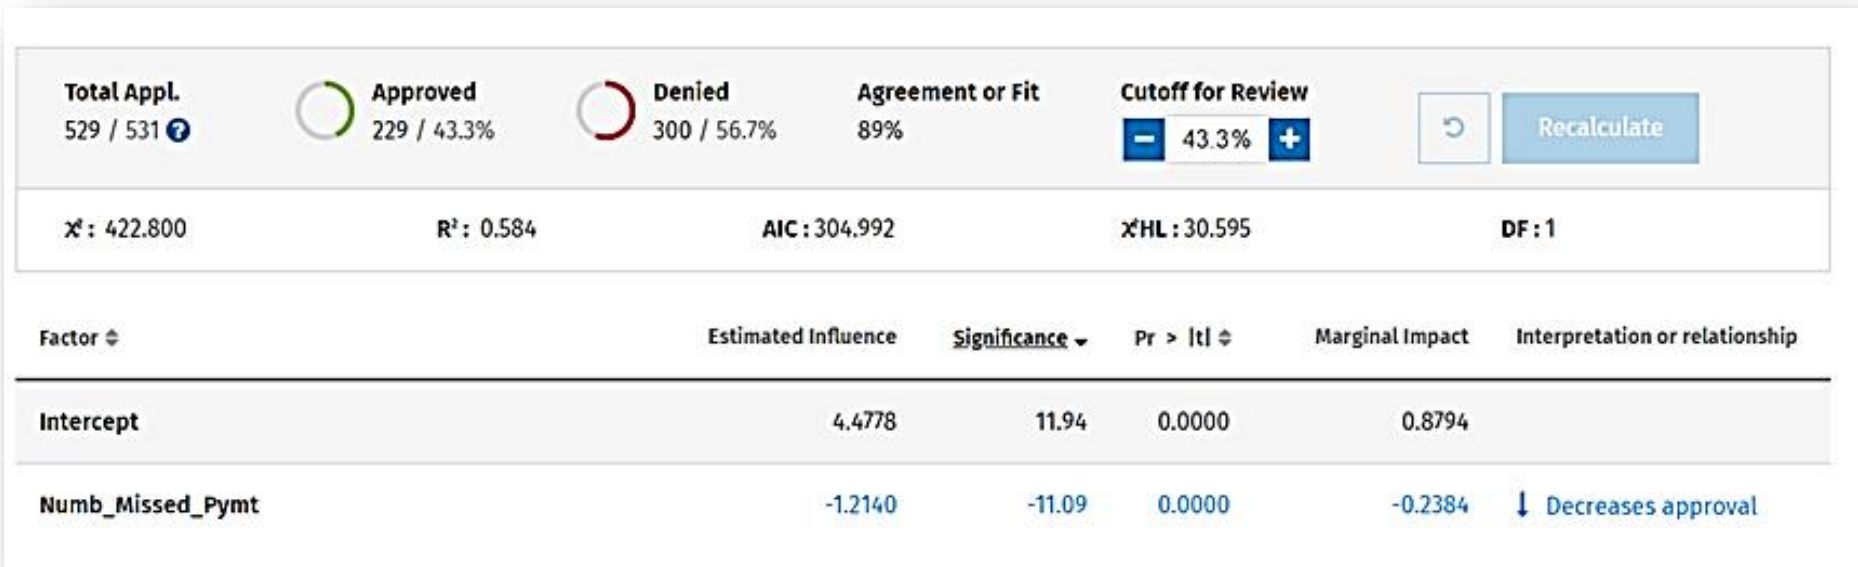 Total Appl.
529 / 531 ?
Approved
229 / 43.3%
Denied
300 / 56.7%
Agreement or Fit
89%
Cutoff for Review
− 43.3% +
Recalculate
χ²: 422.800
R²: 0.584
AIC: 304.992
χ²HL: 30.595
DF: 1
Factor Estimated Influence Significance Pr > |t| Marginal Impact Interpretation or relationship
Intercept 4.4778 11.94 0.0000 0.8794
Numb_Missed_Pymt -1.2140 -11.09 0.0000 -0.2384 ↓ Decreases approval